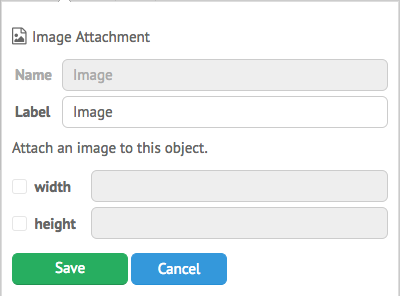 Image Attachment
Name Image
Label Image
Attach an image to this object.
width
height
Save Cancel